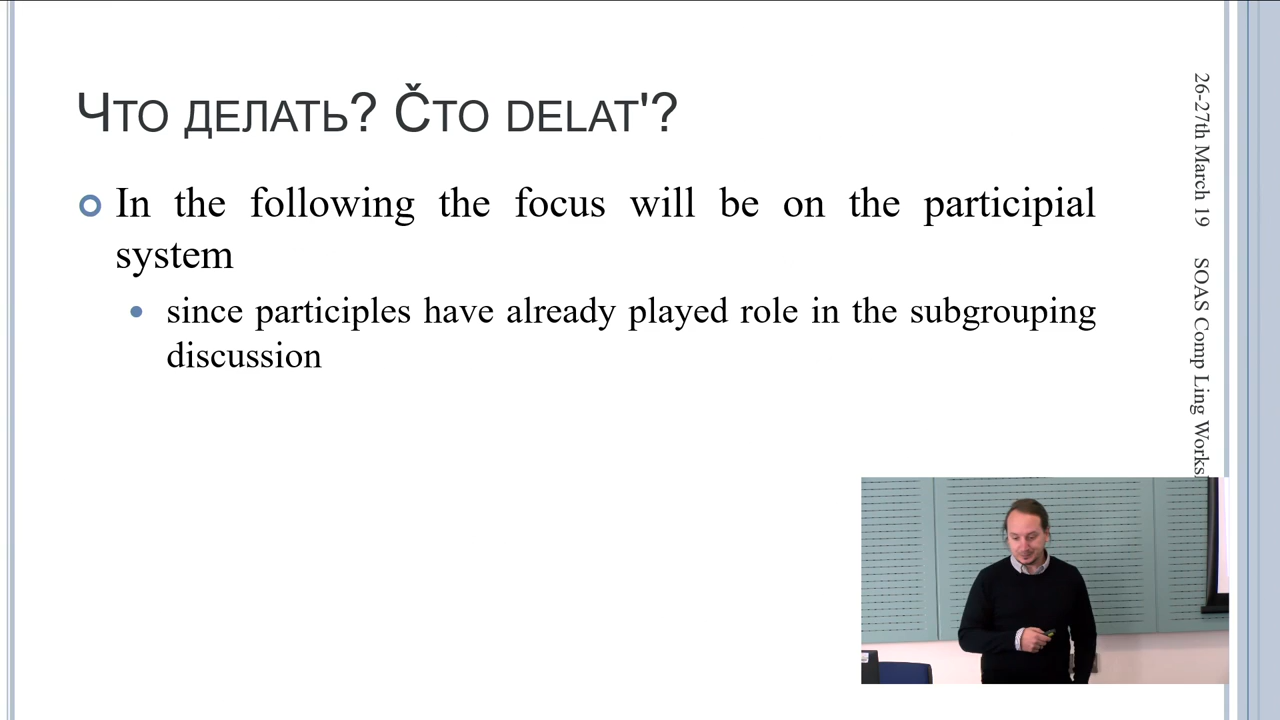 Что делать? Čto delat'?
In the following the focus will be on the participial
system
since participles have already played role in the subgrouping
discussion
26-27th March 19 SOAS Comp Ling